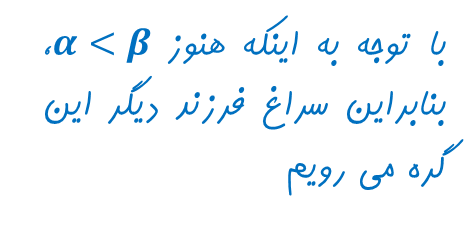 با توجه به اینکه هنوز α < β،
بنابراین سراغ فرزند دیگر این
گره می رویم